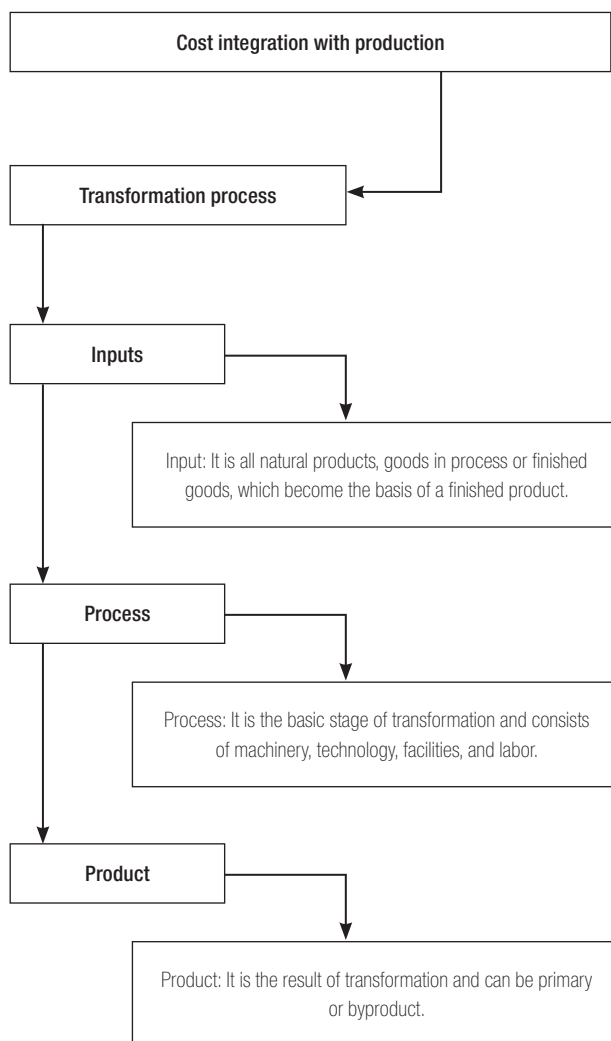 Cost integration with production
Transformation process
Inputs
Input: It is all natural products, goods in process or finished
goods, which become the basis of a finished product.
Process
Process: It is the basic stage of transformation and consists
of machinery, technology, facilities, and labor.
Product
Product: It is the result of transformation and can be primary
or byproduct.